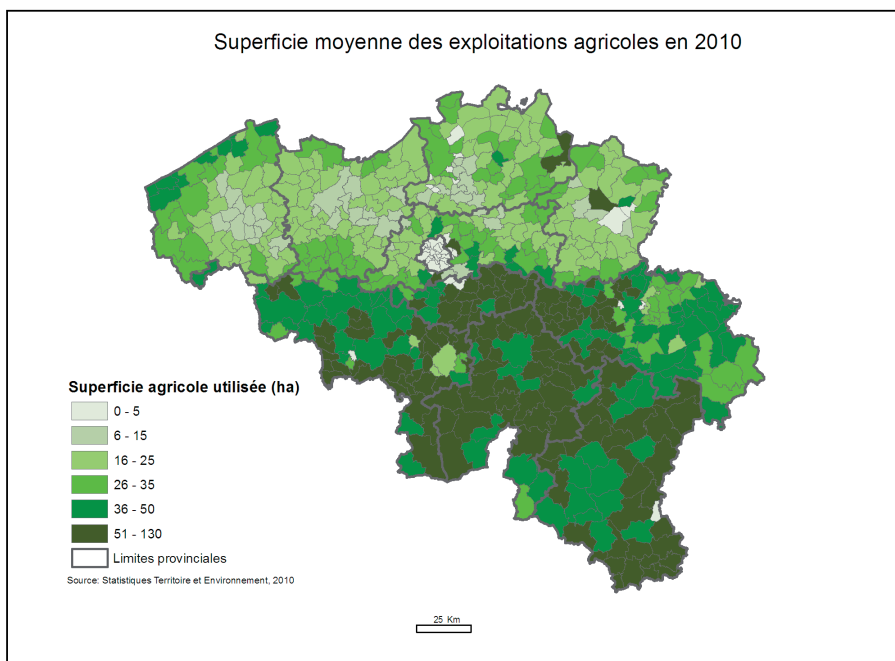 Superficie moyenne des exploitations agricoles en 2010
Superficie agricole utilisée (ha)
0 - 5
6 - 15
16 - 25
26 - 35
36 - 50
51 - 130
Limites provinciales
Source: Statistiques Territoire et Environnement, 2010
25 Km